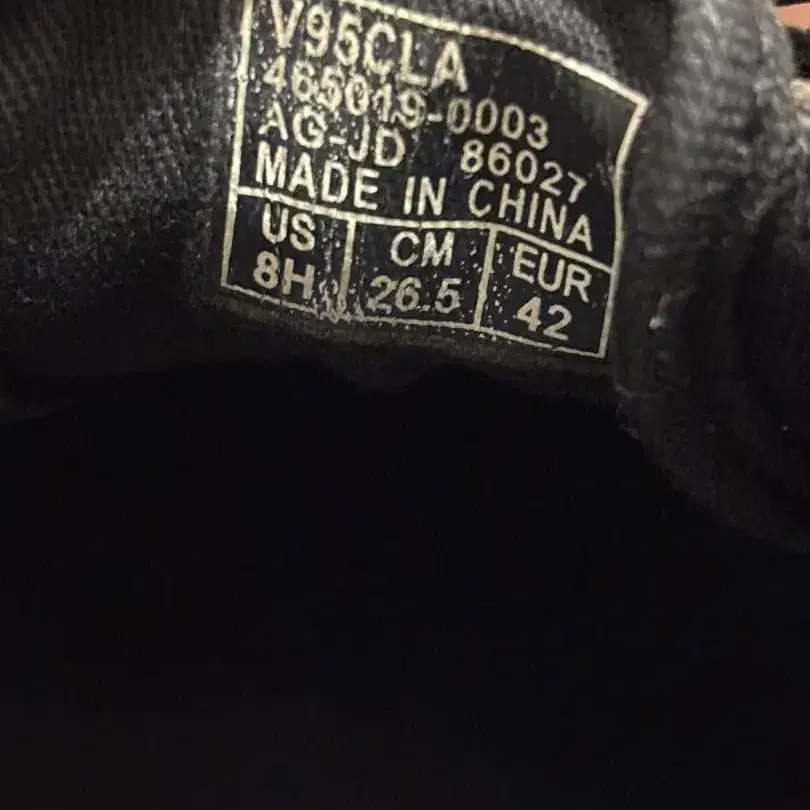 V95CLA
465019-0003
AG-JD 86027
MADE IN CHINA
US CM EUR
8H 26.5 42